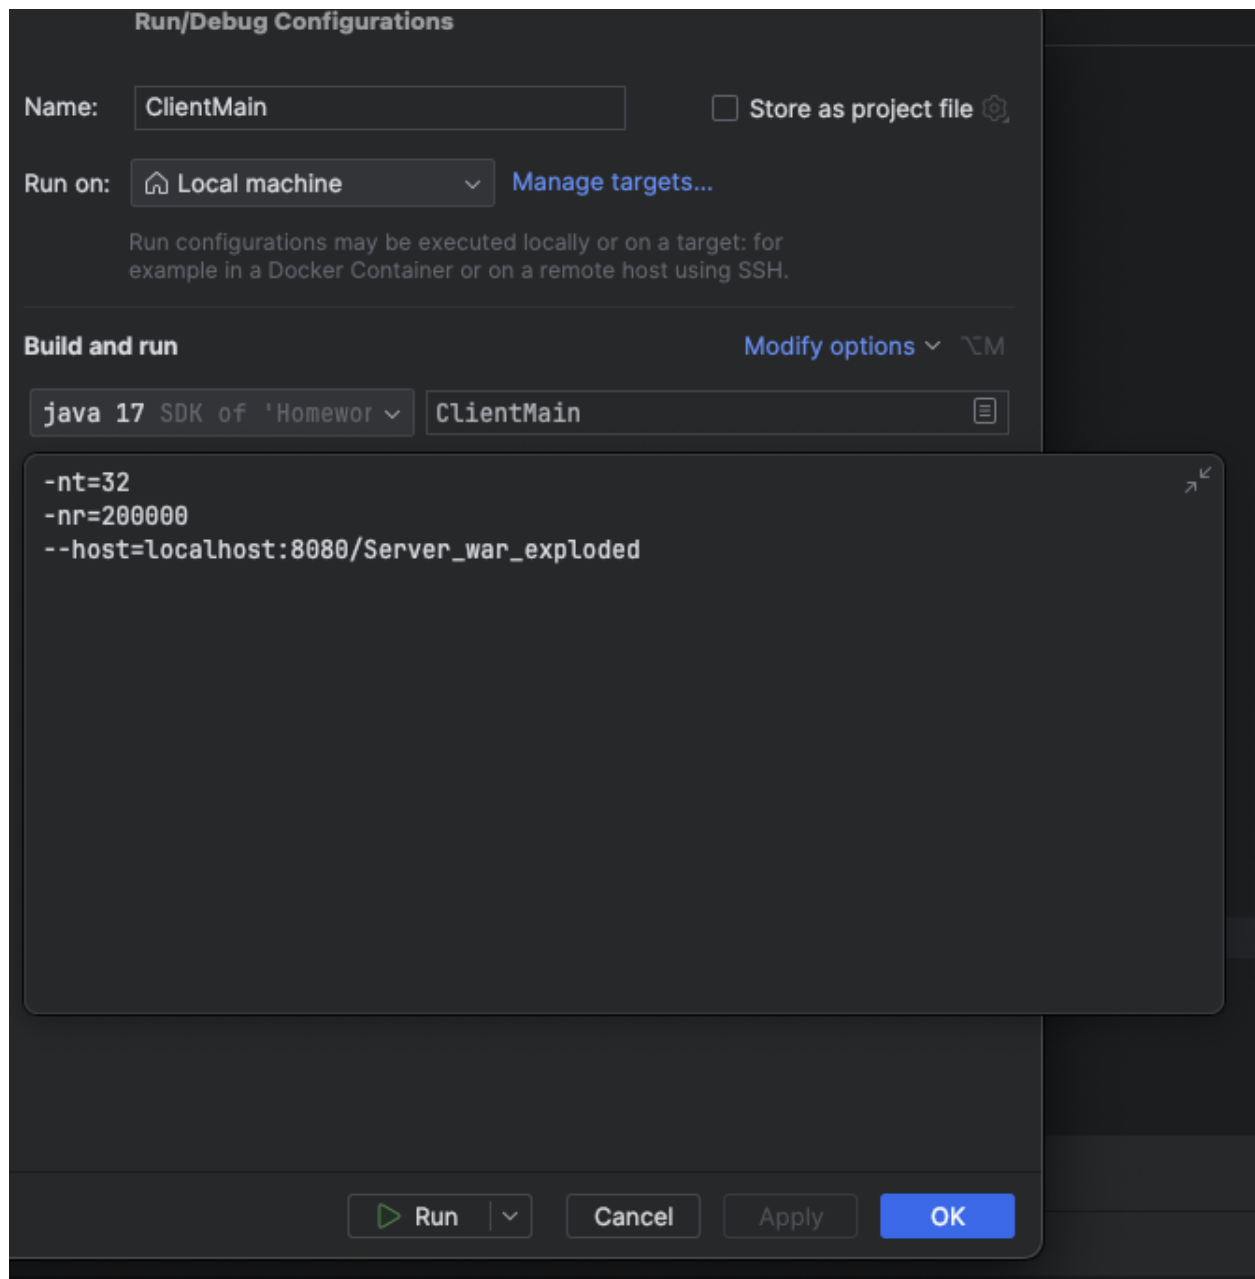 Run/Debug Configurations
Name: ClientMain Store as project file
Run on: Local machine Manage targets...
Run configurations may be executed locally or on a target: for
example in a Docker Container or on a remote host using SSH.
Build and run Modify options ⌥M
java 17 SDK of 'Homewor ClientMain
-nt=32
-nr=200000
--host=localhost:8080/Server_war_exploded
Run Cancel Apply OK